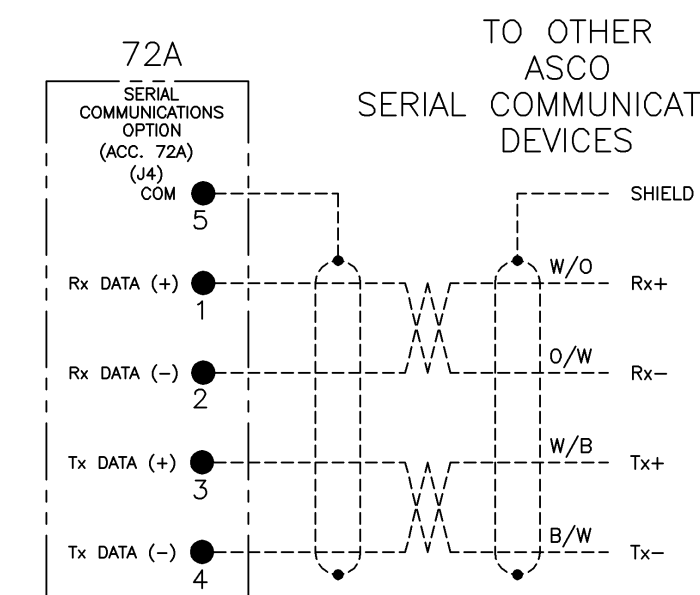 72A
SERIAL
COMMUNICATIONS
OPTION
(ACC. 72A)
(J4)
TO OTHER
ASCO
SERIAL COMMUNICAT
DEVICES
COM
5
SHIELD
Rx DATA (+)
1
W/O
Rx+
Rx DATA (−)
2
O/W
Rx−
Tx DATA (+)
3
W/B
Tx+
Tx DATA (−)
4
B/W
Tx−